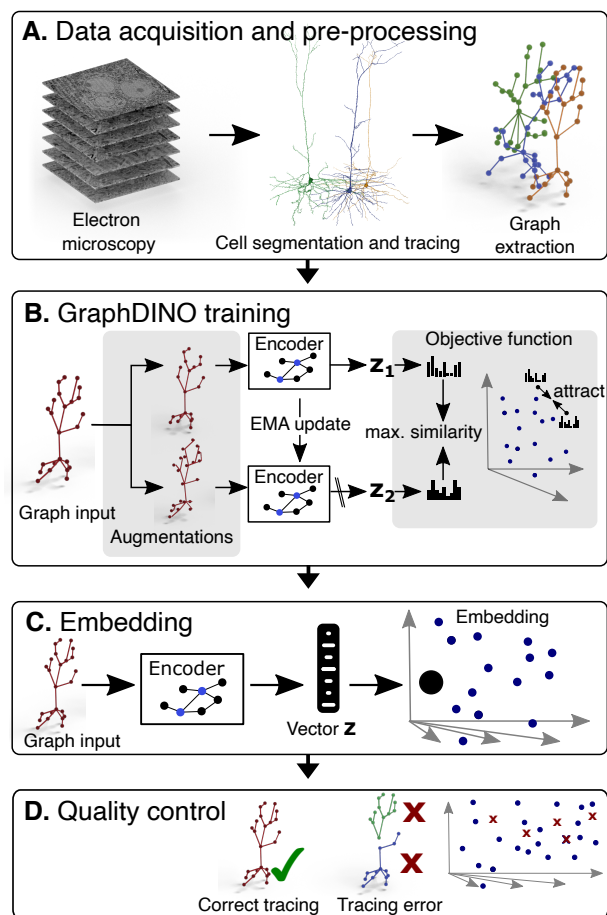 A. Data acquisition and pre-processing
Electron
microscopy
Cell segmentation and tracing
Graph
extraction
B. GraphDINO training
Graph input
Augmentations
Encoder
EMA update
Encoder
z₁
z₂
Objective function
max. similarity
attract
C. Embedding
Graph input
Encoder
Vector z
Embedding
D. Quality control
Correct tracing
x
x
Tracing error
x
x
x
x
x